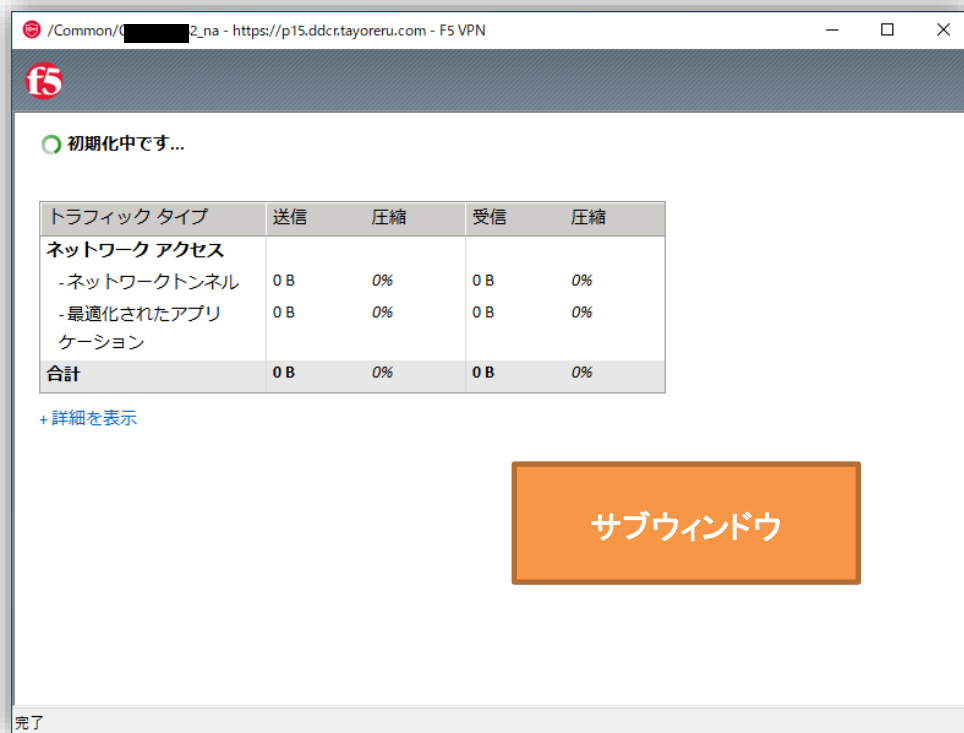 /Common/C 2_na - https://p15.ddcr.tayoreru.com - F5 VPN
f5
初期化中です...
トラフィック タイプ 送信 圧縮 受信 圧縮
ネットワーク アクセス
-ネットワークトンネル 0 B 0% 0 B 0%
-最適化されたアプリ 0 B 0% 0 B 0%
ケーション
合計 0 B 0% 0 B 0%
+詳細を表示
サブウィンドウ
完了